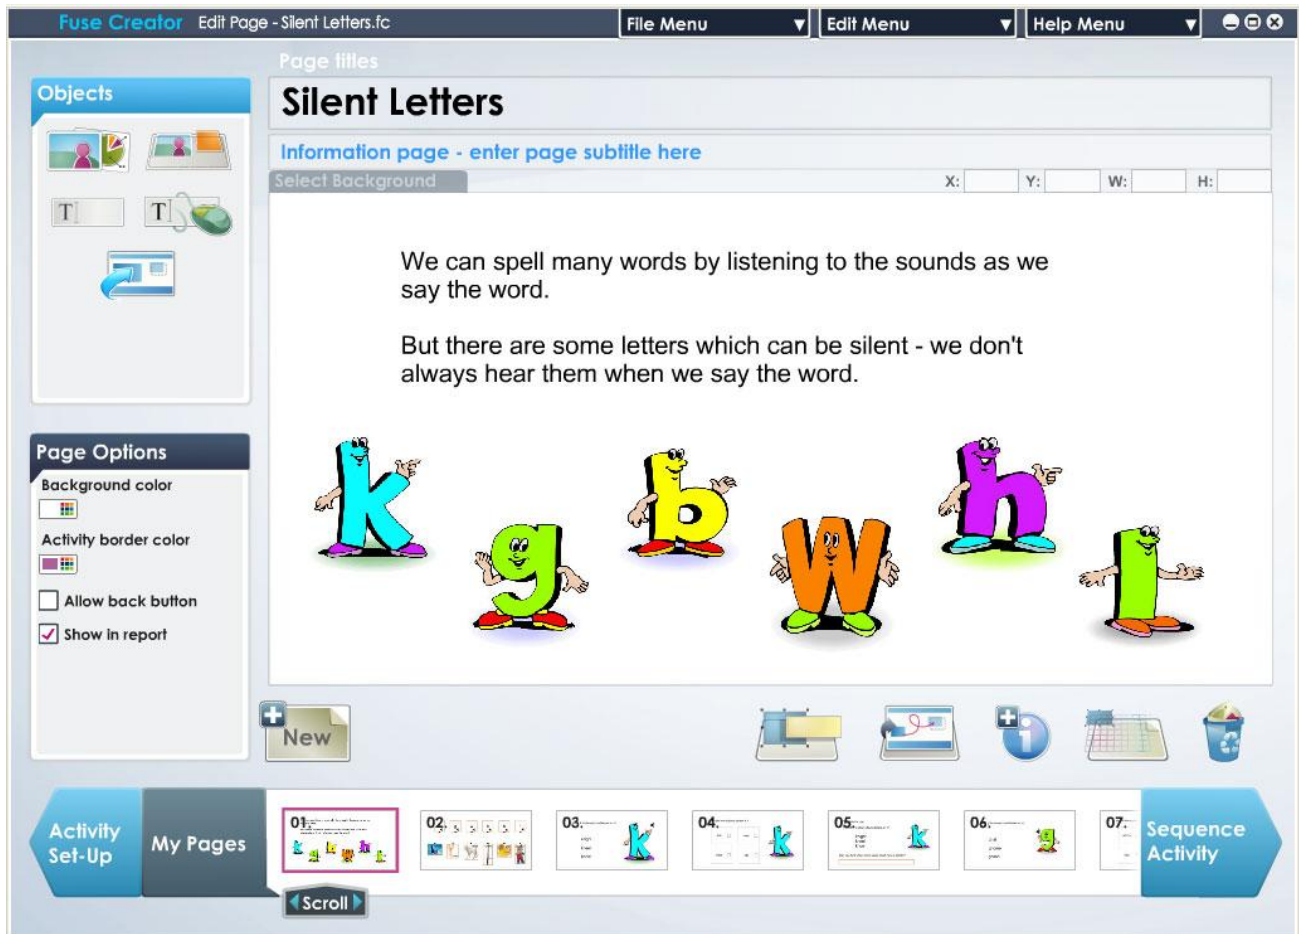 Fuse Creator Edit Page - Silent Letters.fc
File Menu
Edit Menu
Help Menu
Page titles
Objects
Silent Letters
Information page - enter page subtitle here
Select Background
X:
Y:
W:
H:
T
T
We can spell many words by listening to the sounds as we
say the word.
But there are some letters which can be silent - we don't
always hear them when we say the word.
Page Options
Background color
Activity border color
Allow back button
Show in report
k
g
b
w
h
l
New
i
Activity
Set-Up
My Pages
01.
02.
03.
04.
05.
06.
07.
Sequence
Activity
Scroll